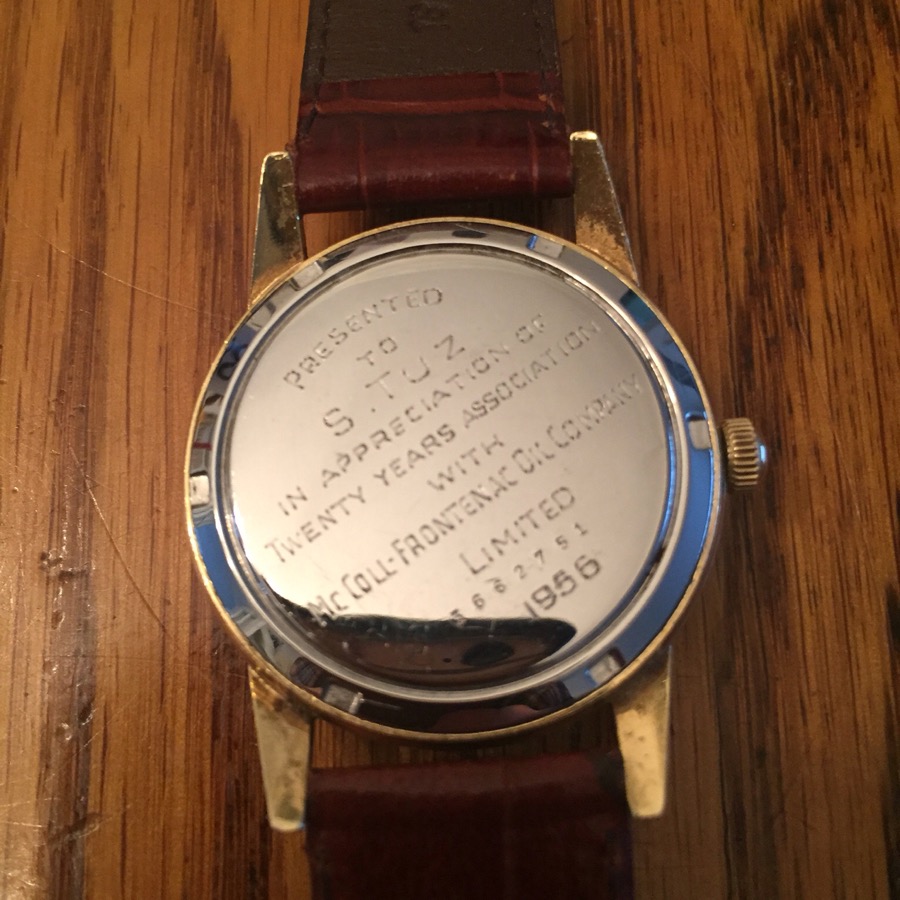 PRESENTED
TO
S. TUZ
IN APPRECIATION OF
TWENTY YEARS ASSOCIATION
WITH
MCCOLL-FRONTENAC OIL COMPANY
LIMITED
1956